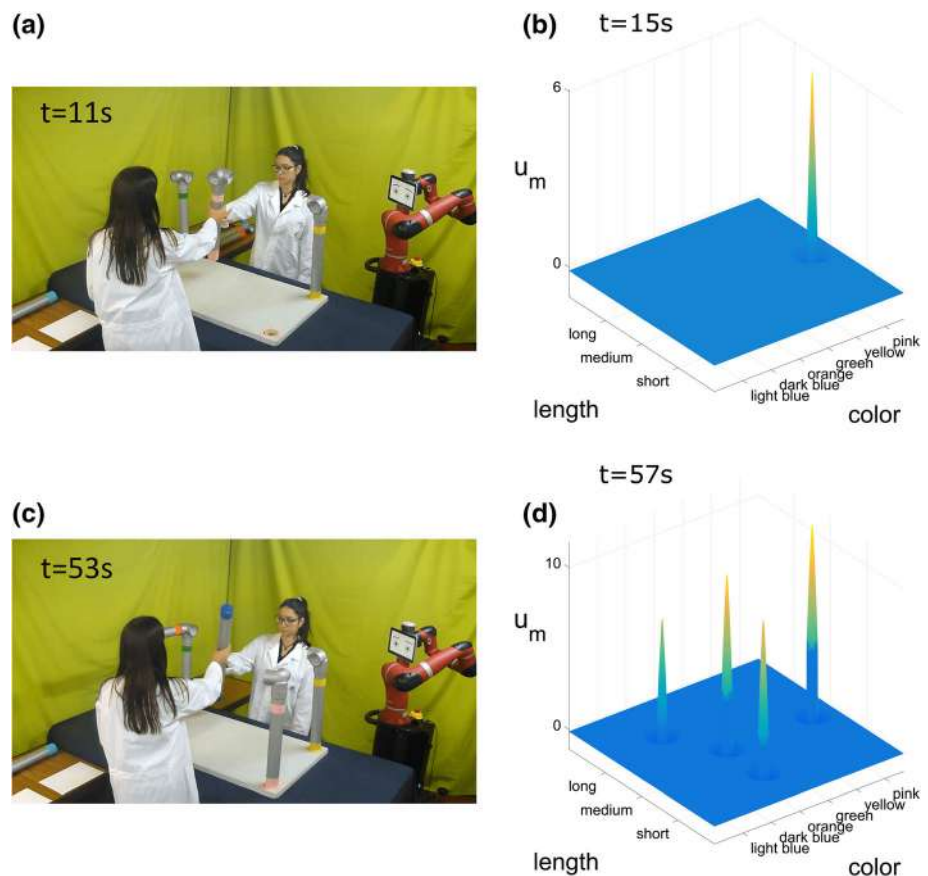 (a)
t=11s
(b)
t=15s
6
u_m
0
long
medium
short
length
light blue
dark blue
orange
green
yellow
pink
color
(c)
t=53s
(d)
t=57s
10
u_m
0
long
medium
short
length
light blue
dark blue
orange
green
yellow
pink
color